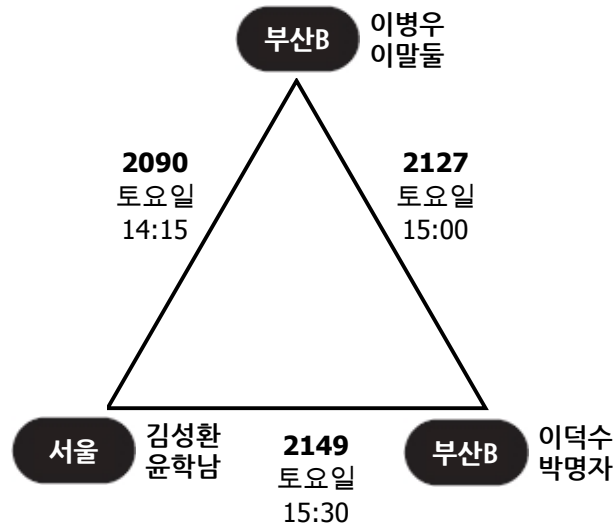 부산B
이병우
이말둘
2090
토요일
14:15
2127
토요일
15:00
서울
김성환
윤학남
2149
토요일
15:30
부산B
이덕수
박명자